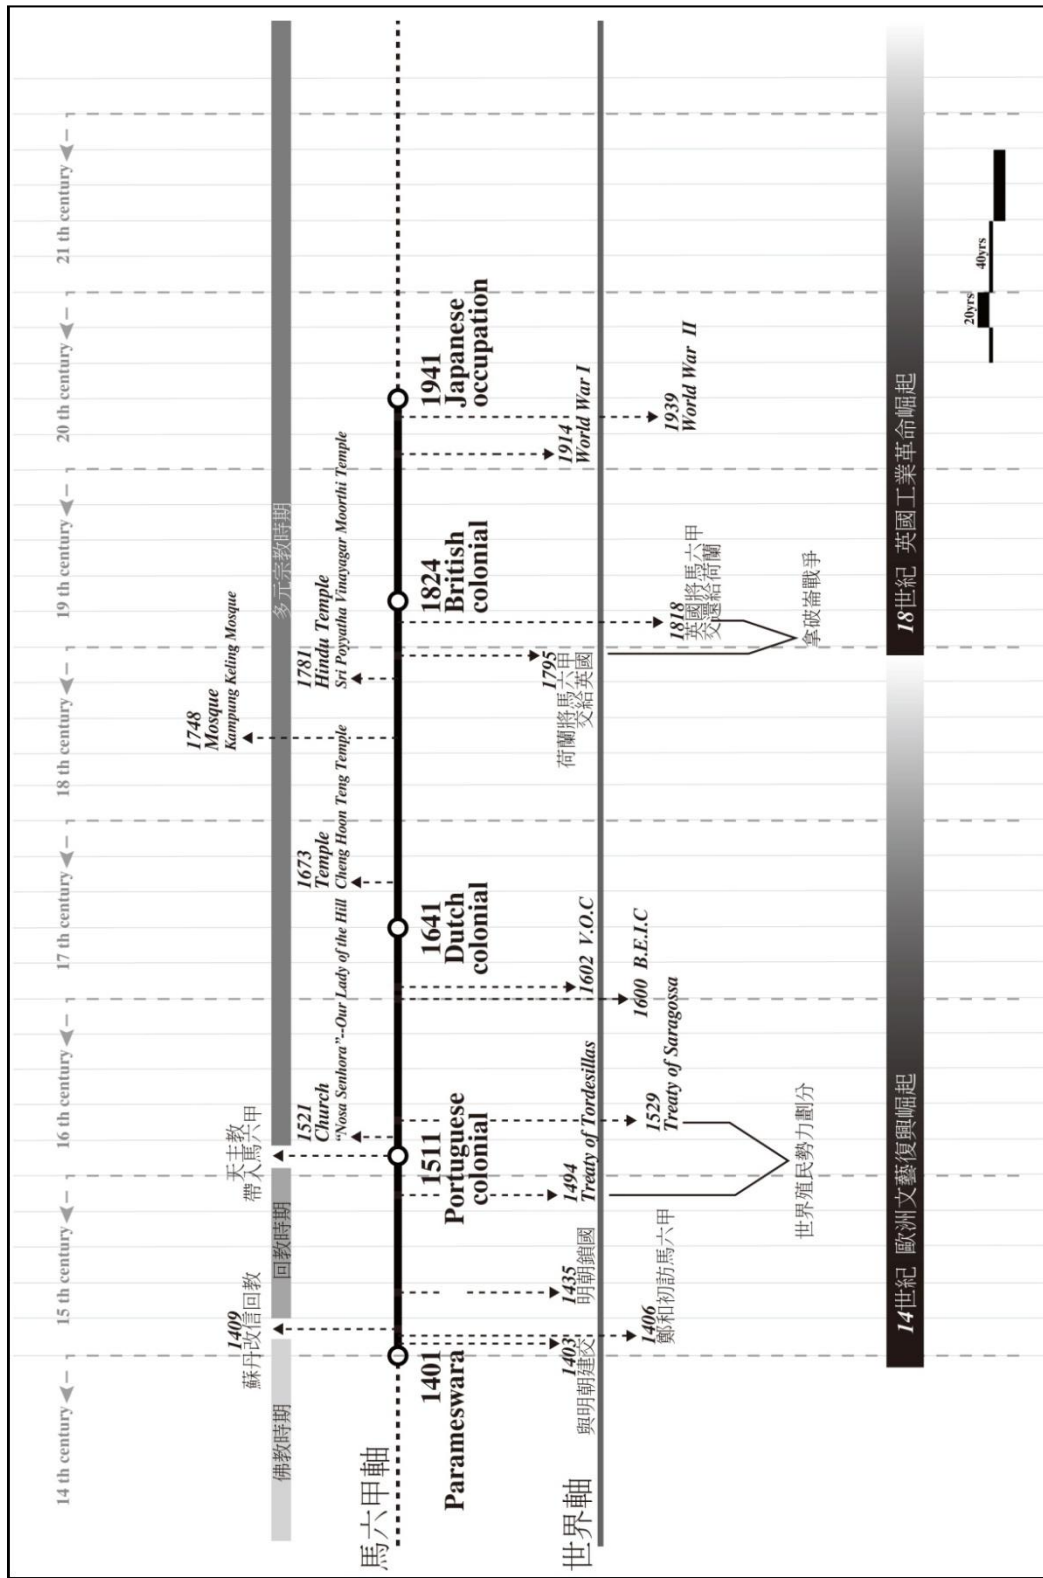 14 th century
15 th century
16 th century
17 th century
18 th century
19 th century
20 th century
21 th century
1409
蘇丹改信回教
天主教
帶入馬六甲
1748
Mosque
Kampung Keling Mosque
佛教時期
回教時期
多元宗教時期
1521
Church
"Nosa Senhora"--Our Lady of the Hill
1673
Temple
Cheng Hoon Teng Temple
1781
Hindu Temple
Sri Poyyatha Vinayagar Moorthi Temple
馬六甲軸
1401
Parameswara
1511
Portuguese
colonial
1641
Dutch
colonial
1824
British
colonial
1941
Japanese
occupation
世界軸
1403
與明朝建交
1406
鄭和初訪馬六甲
1435
明朝鎖國
1494
Treaty of Tordesillas
1529
Treaty of Saragossa
世界殖民勢力劃分
1600 B.E.I.C
1602 V.O.C
1795
荷蘭將馬六甲
交給英國
1818
英國將馬六甲
交還給荷蘭
拿破崙戰爭
1914
World War I
1939
World War II
14世紀 歐洲文藝復興崛起
18世紀 英國工業革命崛起
20yrs
40yrs